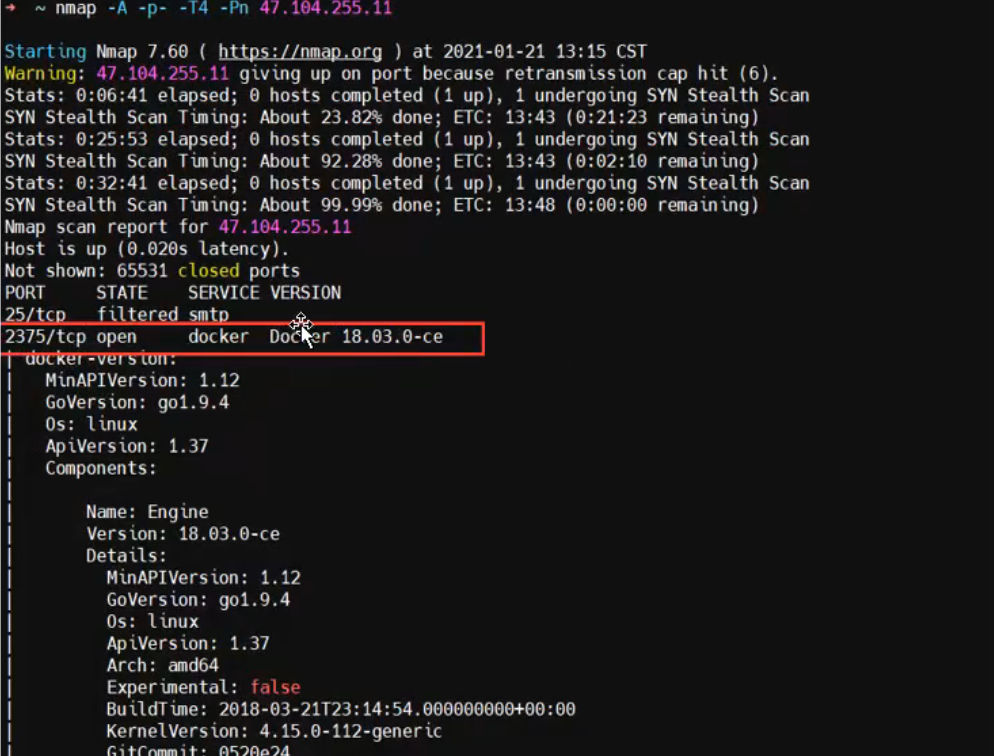 → ~ nmap -A -p- -T4 -Pn 47.104.255.11
Starting Nmap 7.60 ( https://nmap.org ) at 2021-01-21 13:15 CST
Warning: 47.104.255.11 giving up on port because retransmission cap hit (6).
Stats: 0:06:41 elapsed; 0 hosts completed (1 up), 1 undergoing SYN Stealth Scan
SYN Stealth Scan Timing: About 23.82% done; ETC: 13:43 (0:21:23 remaining)
Stats: 0:25:53 elapsed; 0 hosts completed (1 up), 1 undergoing SYN Stealth Scan
SYN Stealth Scan Timing: About 92.28% done; ETC: 13:43 (0:02:10 remaining)
Stats: 0:32:41 elapsed; 0 hosts completed (1 up), 1 undergoing SYN Stealth Scan
SYN Stealth Scan Timing: About 99.99% done; ETC: 13:48 (0:00:00 remaining)
Nmap scan report for 47.104.255.11
Host is up (0.020s latency).
Not shown: 65531 closed ports
PORT     STATE    SERVICE VERSION
25/tcp   filtered smtp
2375/tcp open     docker  Docker 18.03.0-ce
| docker-version:
|   MinAPIVersion: 1.12
|   GoVersion: go1.9.4
|   Os: linux
|   ApiVersion: 1.37
|   Components:
|
|       Name: Engine
|       Version: 18.03.0-ce
|       Details:
|         MinAPIVersion: 1.12
|         GoVersion: go1.9.4
|         Os: linux
|         ApiVersion: 1.37
|         Arch: amd64
|         Experimental: false
|         BuildTime: 2018-03-21T23:14:54.000000000+00:00
|         KernelVersion: 4.15.0-112-generic
|         GitCommit: 0520e24